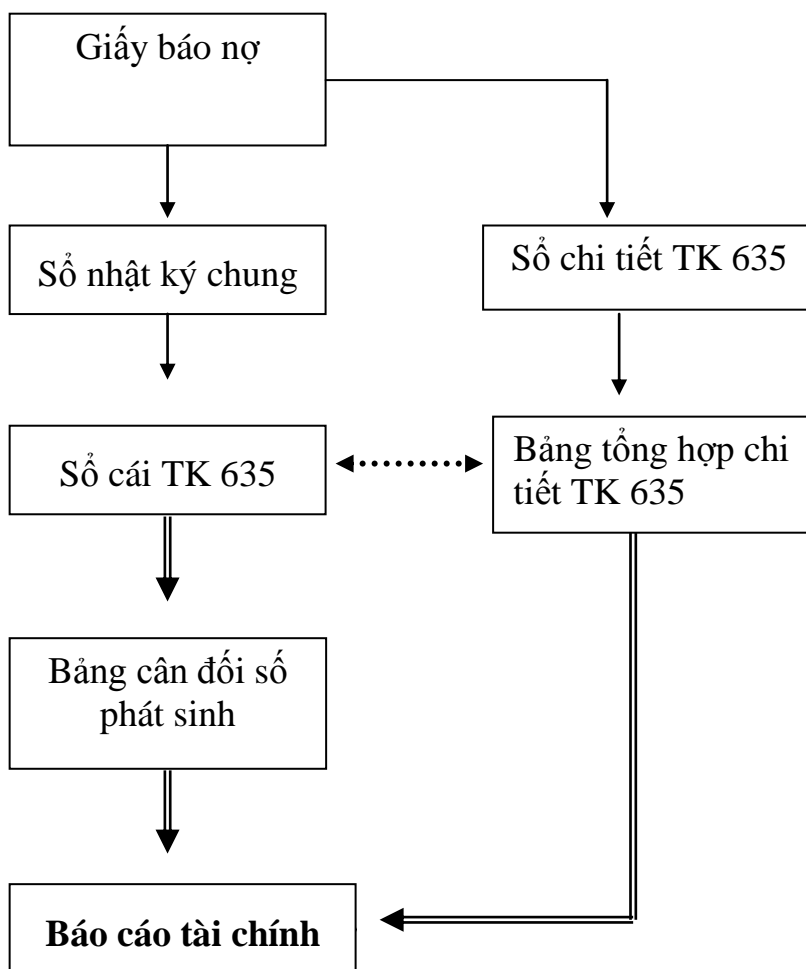 Giấy báo nợ
Sổ nhật ký chung
Sổ chi tiết TK 635
Sổ cái TK 635
Bảng tổng hợp chi
tiết TK 635
Bảng cân đối số
phát sinh
Báo cáo tài chính